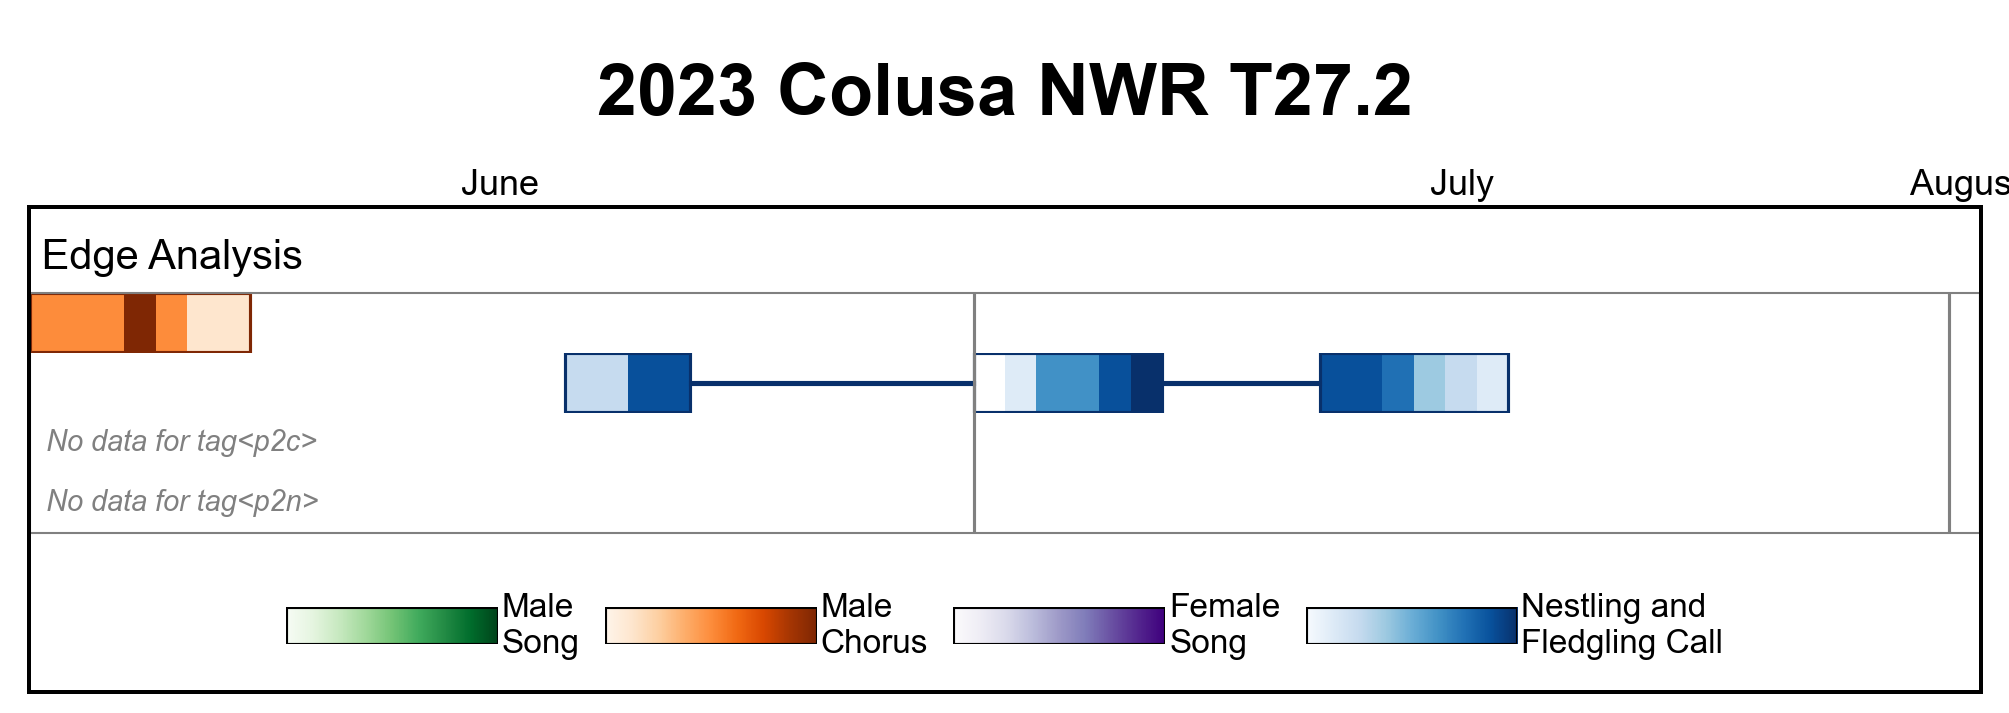 2023 Colusa NWR T27.2
June
July
Augus
Edge Analysis
No data for tag<p2c>
No data for tag<p2n>
Male
Song
Male
Chorus
Female
Song
Nestling and
Fledgling Call